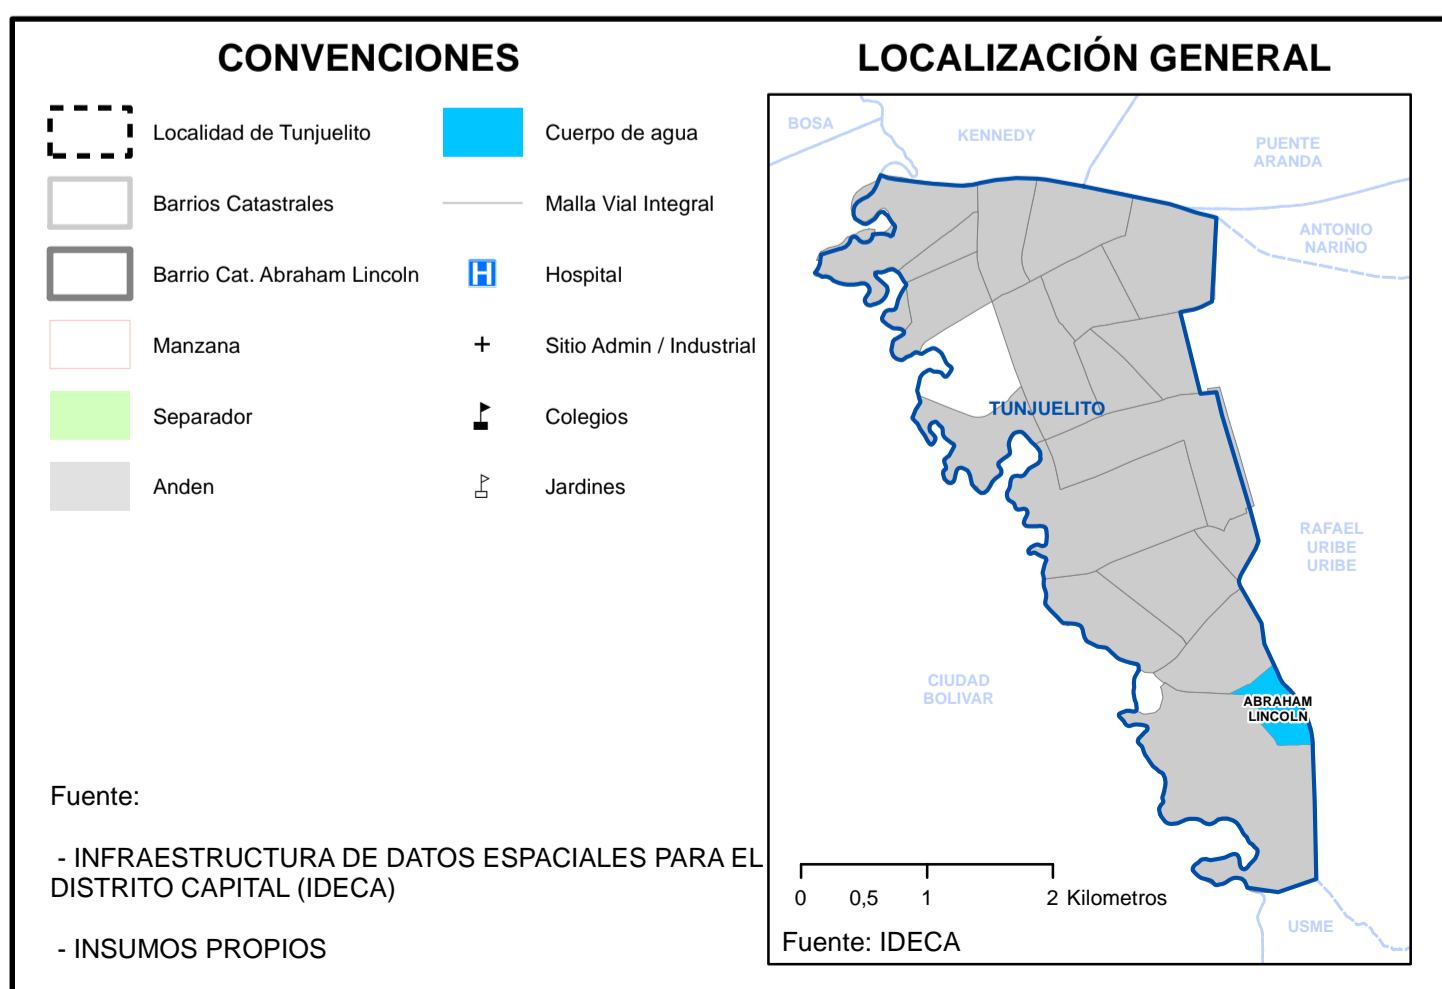 CONVENCIONES
Localidad de Tunjuelito
Barrios Catastrales
Barrio Cat. Abraham Lincoln
Manzana
Separador
Anden
Cuerpo de agua
Malla Vial Integral
H
Hospital
Sitio Admin / Industrial
Colegios
Jardines
Fuente:
- INFRAESTRUCTURA DE DATOS ESPACIALES PARA EL
DISTRITO CAPITAL (IDECA)
- INSUMOS PROPIOS
LOCALIZACIÓN GENERAL
BOSA
KENNEDY
PUENTE
ARANDA
ANTONIO
NARIÑO
TUNJUELITO
RAFAEL
URIBE
URIBE
CIUDAD
BOLIVAR
ABRAHAM
LINCOLN
0 0,5 1 2 Kilometros
USME
Fuente: IDECA